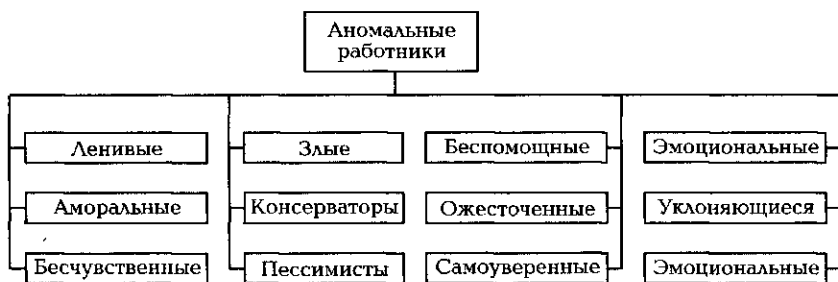 Аномальные
работники
Ленивые
Злые
Беспомощные
Эмоциональные
Аморальные
Консерваторы
Ожесточенные
Уклоняющиеся
Бесчувственные
Пессимисты
Самоуверенные
Эмоциональные